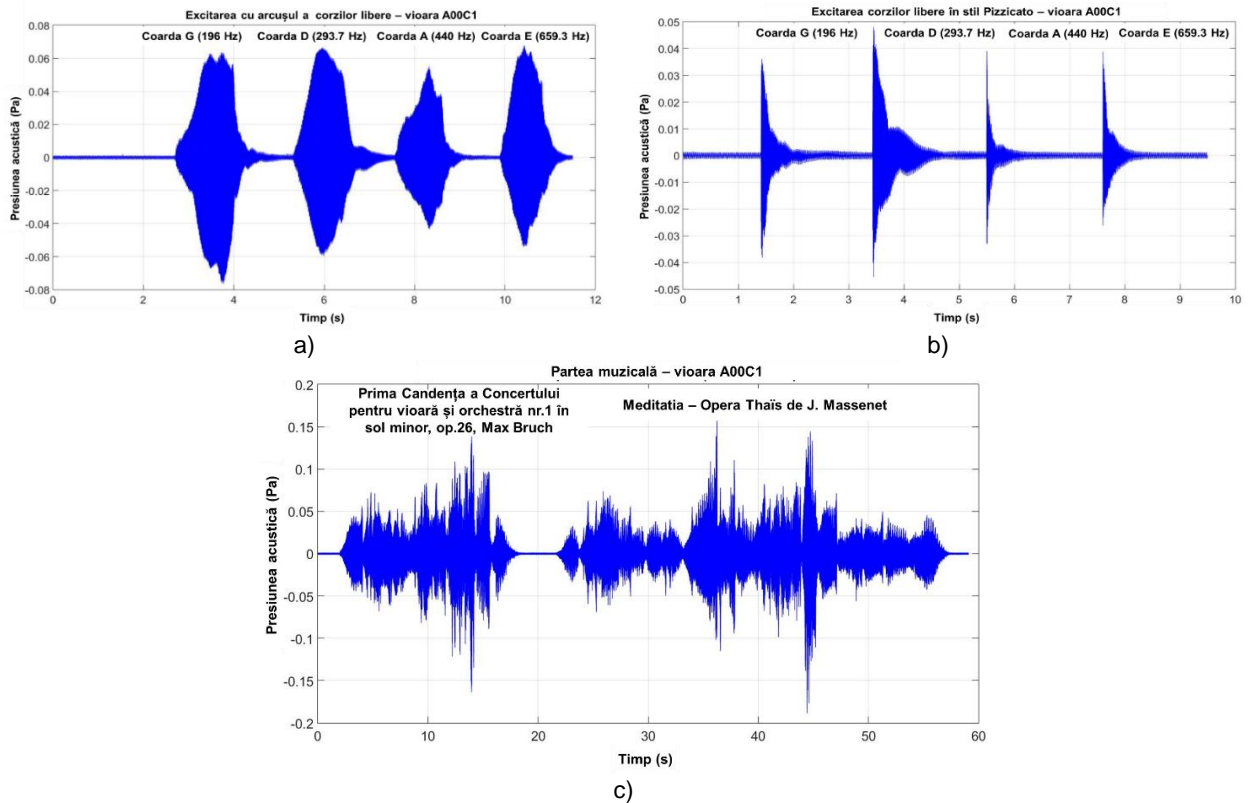 Excitarea cu arcușul a corzilor libere – vioara A00C1
Coarda G (196 Hz) Coarda D (293.7 Hz) Coarda A (440 Hz) Coarda E (659.3 Hz)
Presiunea acustică (Pa)
0.08
0.06
0.04
0.02
0
-0.02
-0.04
-0.06
-0.08
0 2 4 6 8 10 12
Timp (s)
a)
Excitarea corzilor libere în stil Pizzicato – vioara A00C1
Coarda G (196 Hz) Coarda D (293.7 Hz) Coarda A (440 Hz) Coarda E (659.3 Hz)
Presiunea acustică (Pa)
0.05
0.04
0.03
0.02
0.01
0
-0.01
-0.02
-0.03
-0.04
-0.05
0 1 2 3 4 5 6 7 8 9 10
Timp (s)
b)
Partea muzicală – vioara A00C1
Prima Candența a Concertului
pentru vioară și orchestră nr.1 în
sol minor, op.26, Max Bruch
Meditatia – Opera Thaïs de J. Massenet
Presiunea acustică (Pa)
0.2
0.15
0.1
0.05
0
-0.05
-0.1
-0.15
-0.2
0 10 20 30 40 50 60
Timp (s)
c)